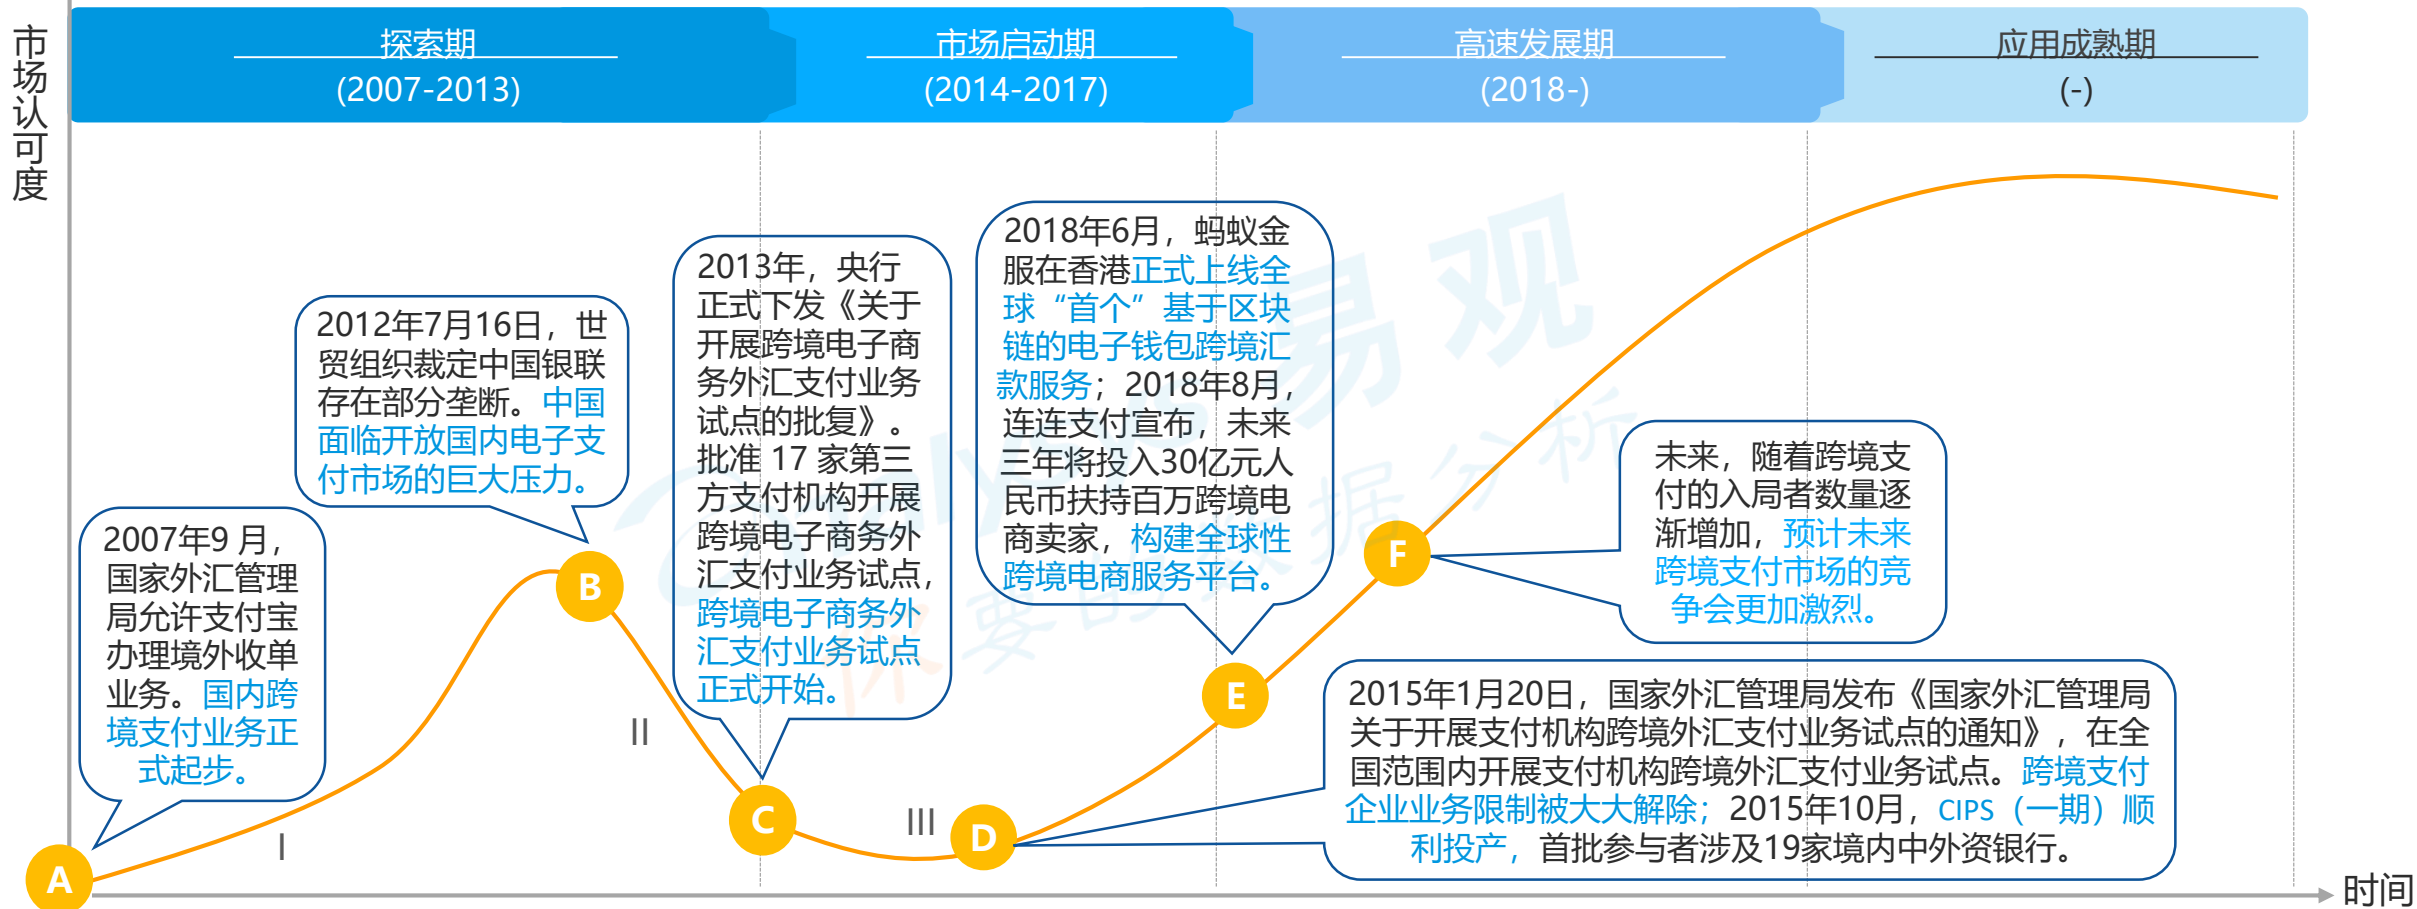 市场认可度
探索期
(2007-2013)
市场启动期
(2014-2017)
高速发展期
(2018-)
应用成熟期
(-)
2007年9 月，
国家外汇管理
局允许支付宝
办理境外收单
业务。国内跨
境支付业务正
式起步。
2012年7月16日，世
贸组织裁定中国银联
存在部分垄断。中国
面临开放国内电子支
付市场的巨大压力。
2013年，央行
正式下发《关于
开展跨境电子商
务外汇支付业务
试点的批复》。
批准 17 家第三
方支付机构开展
跨境电子商务外
汇支付业务试点，
跨境电子商务外
汇支付业务试点
正式开始。
2018年6月，蚂蚁金
服在香港正式上线全
球“首个”基于区块
链的电子钱包跨境汇
款服务；2018年8月，
连连支付宣布，未来
三年将投入30亿元人
民币扶持百万跨境电
商卖家，构建全球性
跨境电商服务平台。
未来，随着跨境支
付的入局者数量逐
渐增加，预计未来
跨境支付市场的竞
争会更加激烈。
2015年1月20日，国家外汇管理局发布《国家外汇管理局
关于开展支付机构跨境外汇支付业务试点的通知》，在全
国范围内开展支付机构跨境外汇支付业务试点。跨境支付
企业业务限制被大大解除；2015年10月，CIPS（一期）顺
利投产，首批参与者涉及19家境内中外资银行。
A
B
C
D
E
F
I
II
III
时间
analysys 易观
你要的数据分析